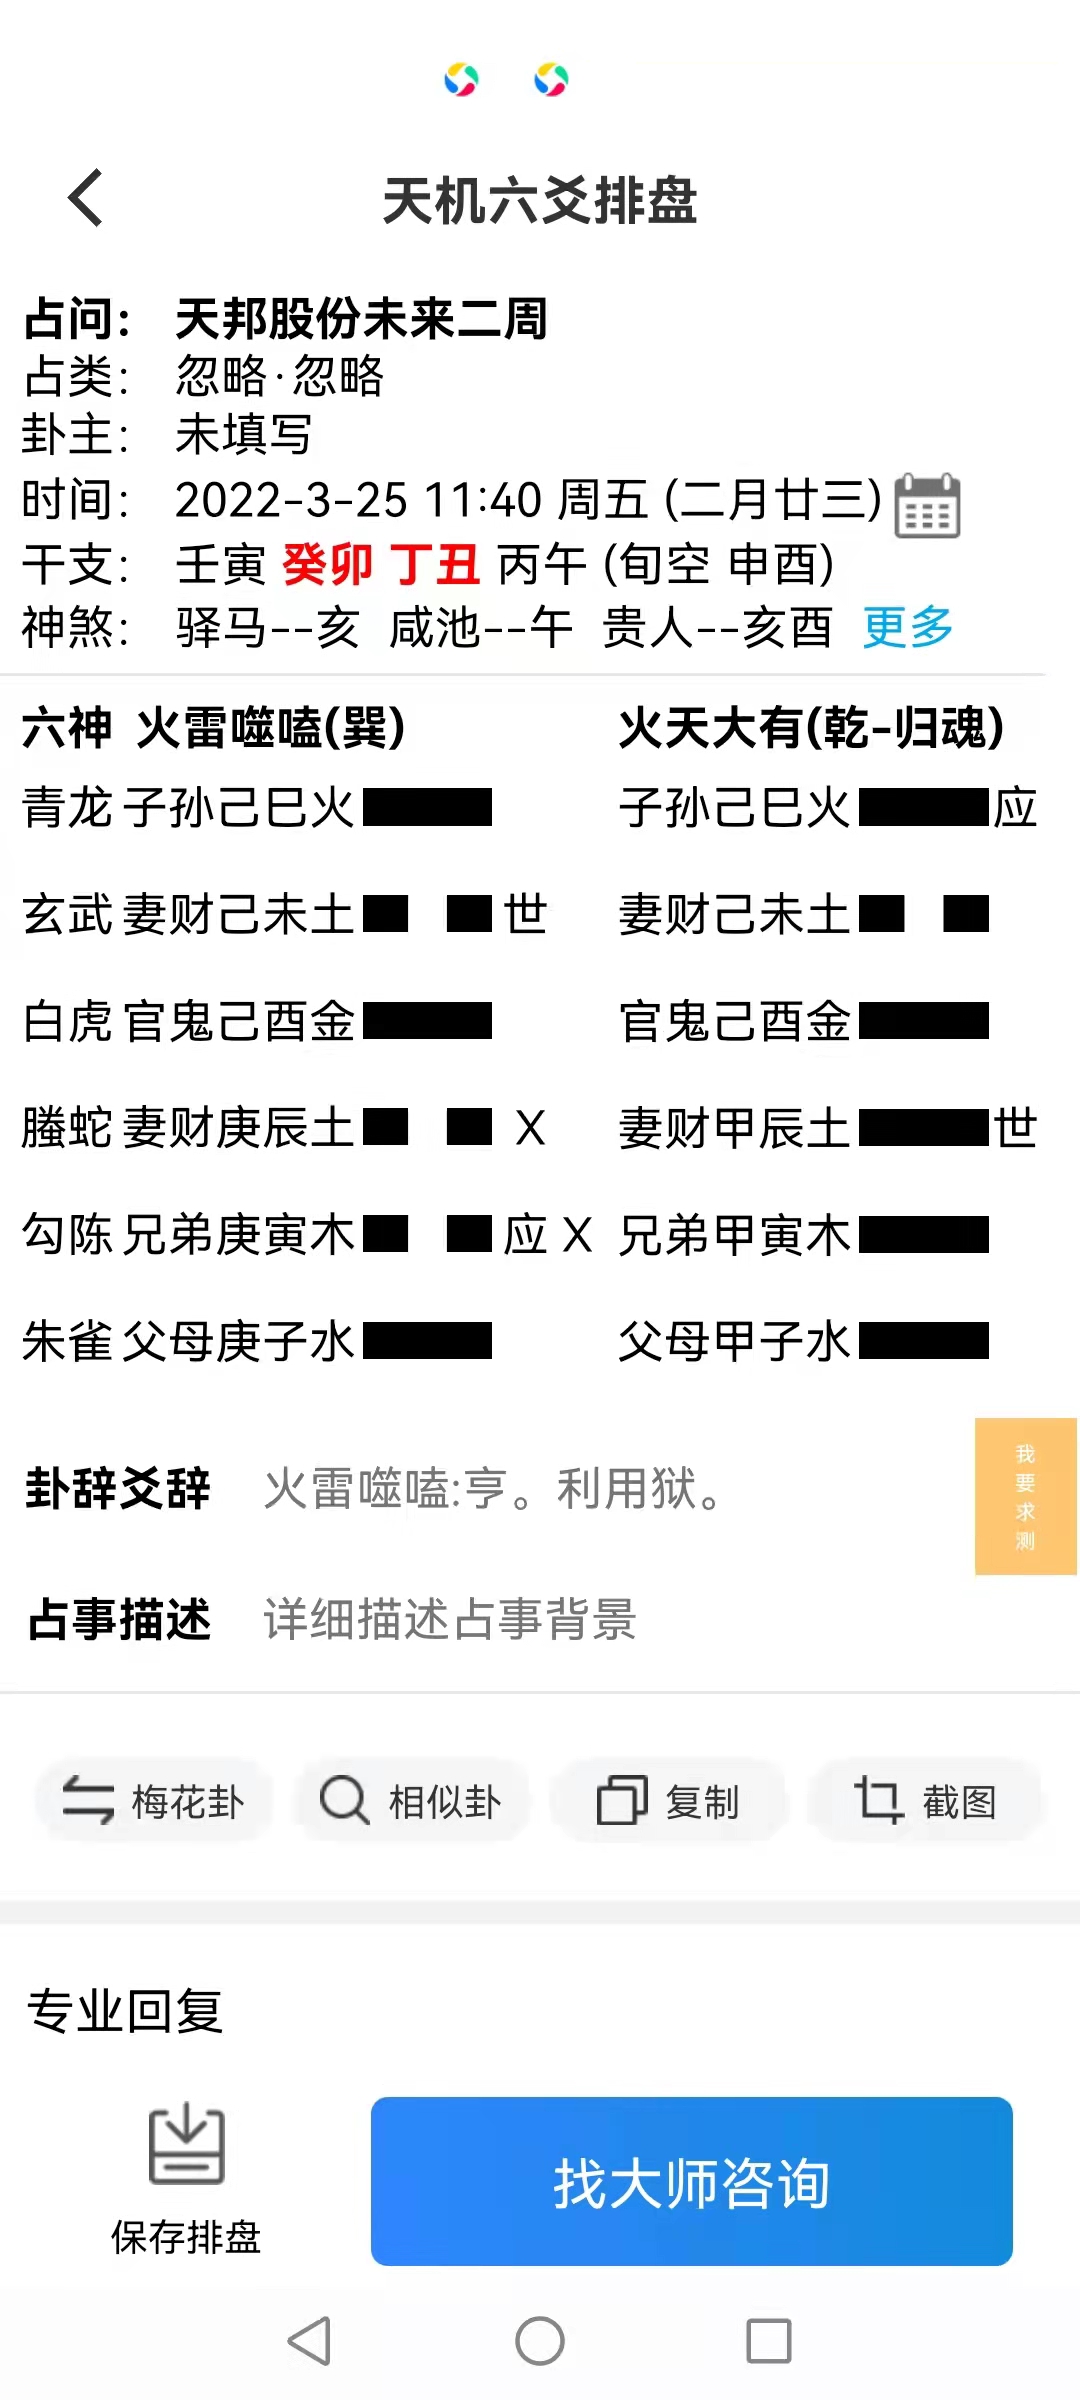 天机六爻排盘
占问： 天邦股份未来二周
占类： 忽略·忽略
卦主： 未填写
时间： 2022-3-25 11:40 周五 (二月廿三)
干支： 壬寅 癸卯 丁丑 丙午 (旬空 申酉)
神煞： 驿马--亥 咸池--午 贵人--亥酉 更多
六神 火雷噬嗑(巽) 火天大有(乾-归魂)
青龙 子孙己巳火 子孙己巳火 应
玄武 妻财己未土 世 妻财己未土
白虎 官鬼己酉金 官鬼己酉金
螣蛇 妻财庚辰土 X 妻财甲辰土 世
勾陈 兄弟庚寅木 应 X 兄弟甲寅木
朱雀 父母庚子水 父母甲子水
卦辞爻辞 火雷噬嗑:亨。利用狱。
我要求测
占事描述 详细描述占事背景
梅花卦 相似卦 复制 截图
专业回复
保存排盘 找大师咨询